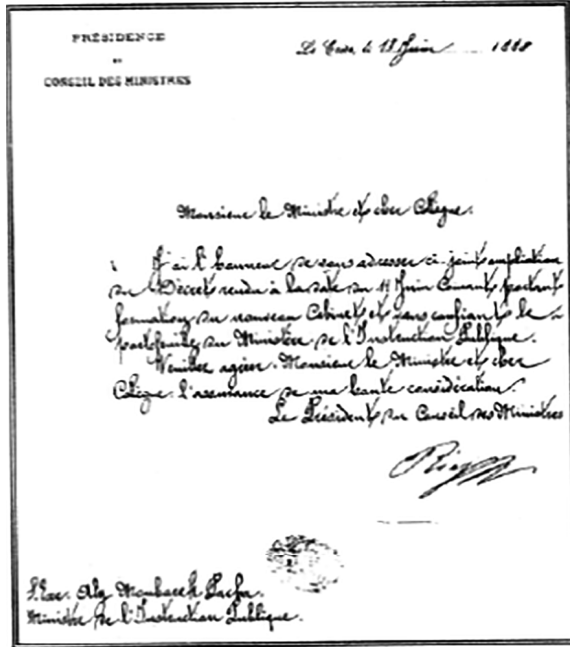 PRÉSIDENCE
DU
CONSEIL DES MINISTRES
Le Caire, le 13 Juin 1888
Monsieur le Ministre et cher Collègue.
J'ai l'honneur de vous adresser ci-joint ampliation
du Décret rendu à la date du 11 Juin Courant, portant
formation du nouveau Cabinet et vous confiant le
portefeuille du Ministère de l'Instruction Publique.
Veuillez agréer, Monsieur le Ministre et cher
Collègue, l'assurance de ma haute considération.
Le Président du Conseil des Ministres
Riaz
S. Exc. Aly Moubarek Pacha.
Ministre de l'Instruction Publique.